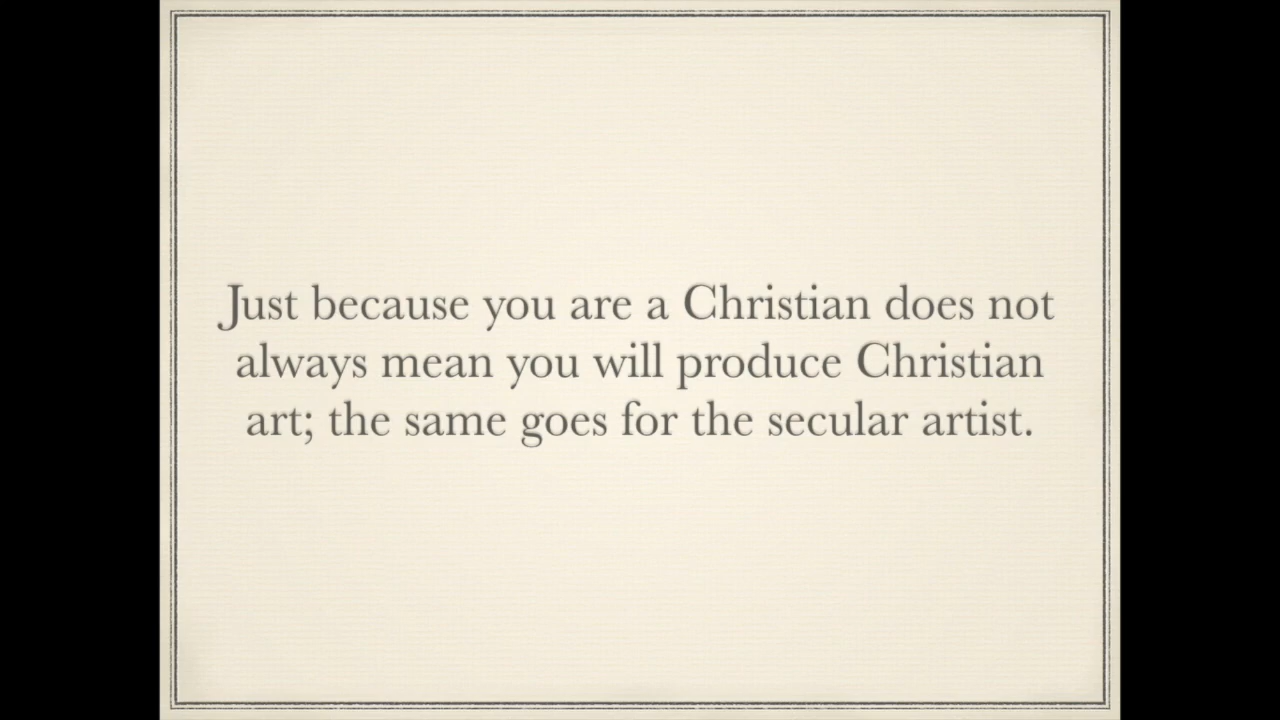 Just because you are a Christian does not
always mean you will produce Christian
art; the same goes for the secular artist.